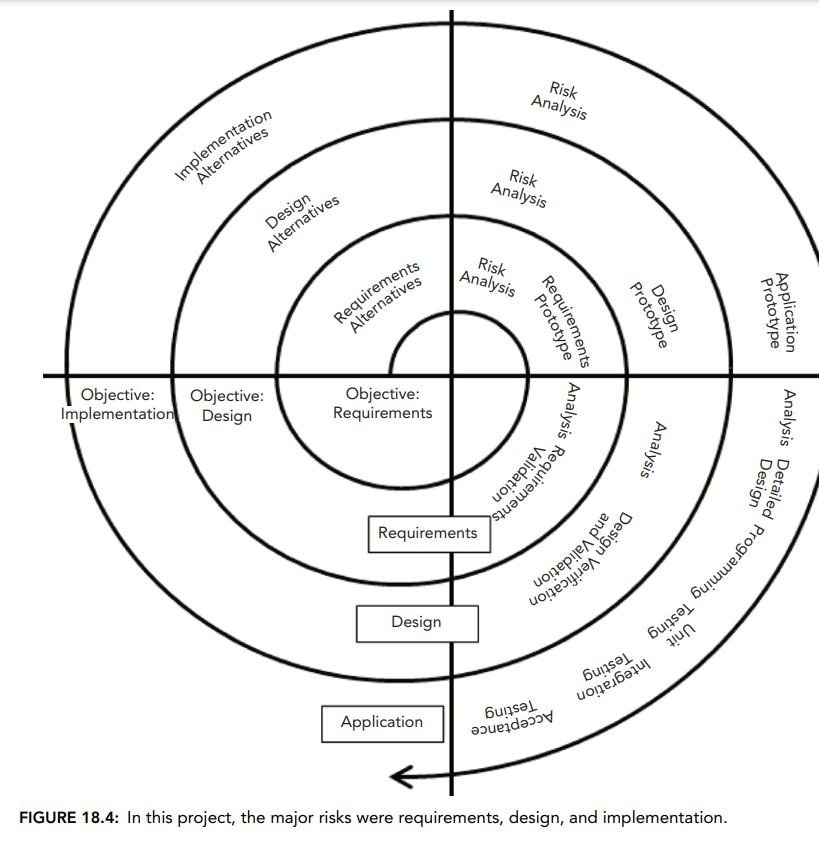 Risk
Analysis
Implementation
Alternatives
Risk
Analysis
Design
Alternatives
Risk
Analysis
Requirements
Alternatives
Requirements
Prototype
Design
Prototype
Application
Prototype
Objective:
Implementation
Objective:
Design
Objective:
Requirements
Analysis
Requirements
Validation
Analysis
Design Verification
and Validation
Analysis
Detailed
Design
Programming
Unit
Testing
Integration
Testing
Acceptance
Testing
Requirements
Design
Application
FIGURE 18.4: In this project, the major risks were requirements, design, and implementation.